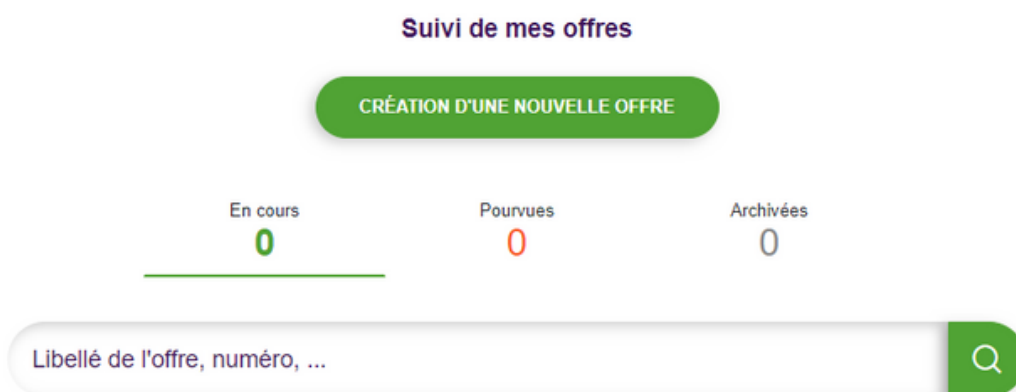 Suivi de mes offres
CRÉATION D'UNE NOUVELLE OFFRE
En cours Pourvues Archivées
0 0 0
Libellé de l'offre, numéro, ...